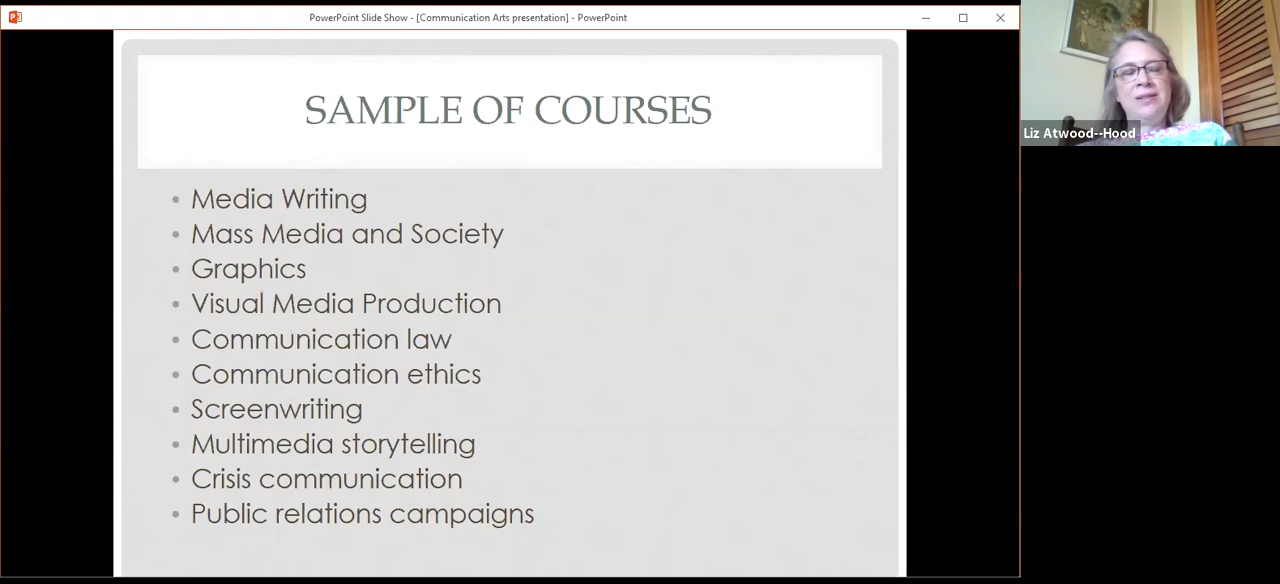 PowerPoint Slide Show - [Communication Arts presentation] - PowerPoint
SAMPLE OF COURSES
• Media Writing
• Mass Media and Society
• Graphics
• Visual Media Production
• Communication law
• Communication ethics
• Screenwriting
• Multimedia storytelling
• Crisis communication
• Public relations campaigns
Liz Atwood--Hood